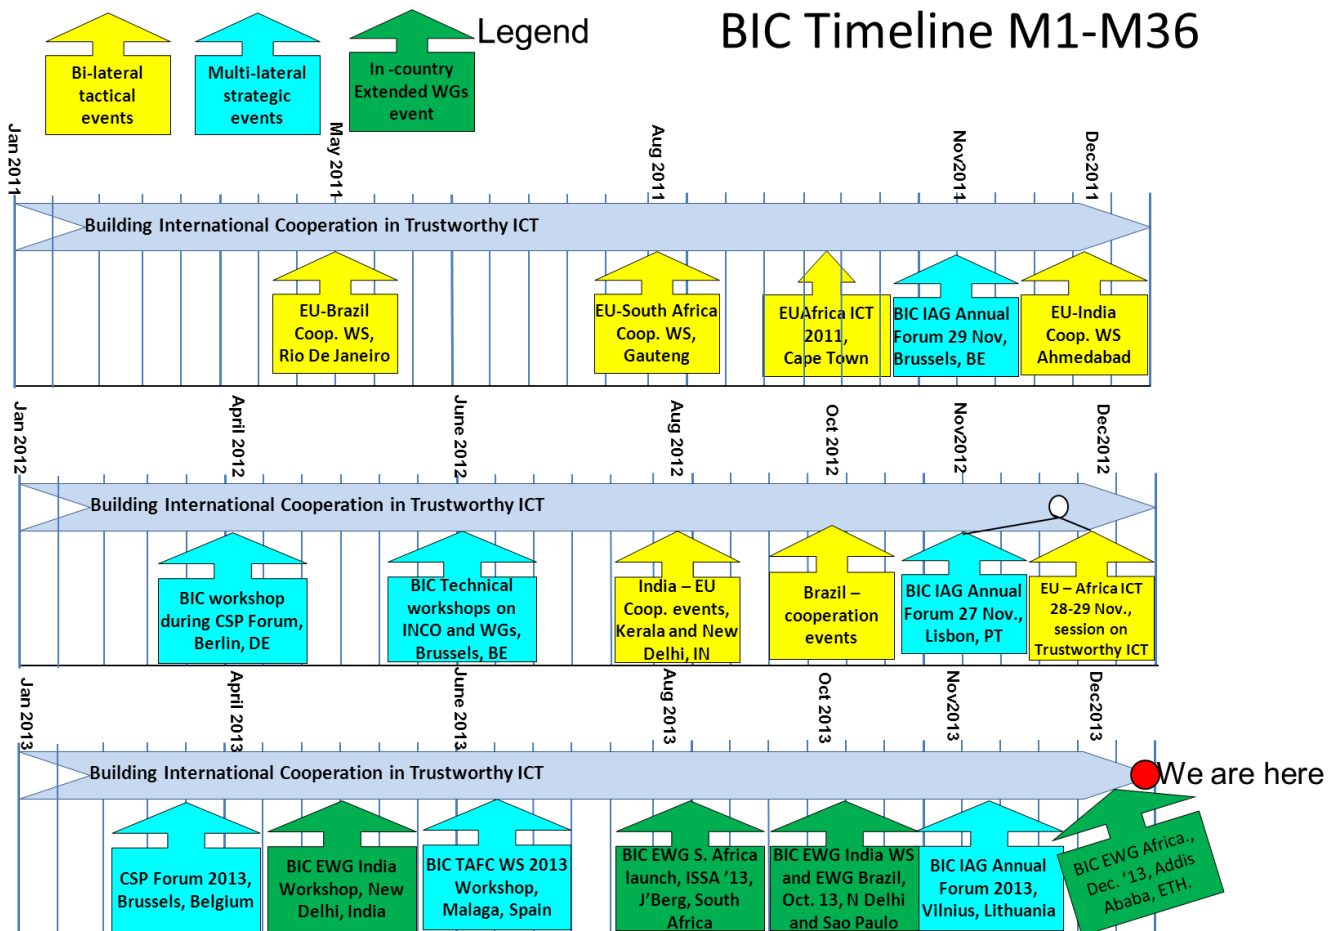 BIC Timeline M1-M36
Legend
Bi-lateral
tactical
events
Multi-lateral
strategic
events
In -country
Extended WGs
event
Jan 2011
May 2011
Aug 2011
Nov2011
Dec2011
Building International Cooperation in Trustworthy ICT
EU-Brazil
Coop. WS,
Rio De Janeiro
EU-South Africa
Coop. WS,
Gauteng
EUAfrica ICT
2011,
Cape Town
BIC IAG Annual
Forum 29 Nov,
Brussels, BE
EU-India
Coop. WS
Ahmedabad
Jan 2012
April 2012
June 2012
Aug 2012
Oct 2012
Nov2012
Dec2012
Building International Cooperation in Trustworthy ICT
BIC workshop
during CSP Forum,
Berlin, DE
BIC Technical
workshops on
INCO and WGs,
Brussels, BE
India – EU
Coop. events,
Kerala and New
Delhi, IN
Brazil –
cooperation
events
BIC IAG Annual
Forum 27 Nov.,
Lisbon, PT
EU – Africa ICT
28-29 Nov.,
session on
Trustworthy ICT
Jan 2013
April 2013
June 2013
Aug 2013
Oct 2013
Nov2013
Dec2013
Building International Cooperation in Trustworthy ICT
We are here
CSP Forum 2013,
Brussels, Belgium
BIC EWG India
Workshop, New
Delhi, India
BIC TAFC WS 2013
Workshop,
Malaga, Spain
BIC EWG S. Africa
launch, ISSA ’13,
J’Berg, South
Africa
BIC EWG India WS
and EWG Brazil,
Oct. 13, N Delhi
and Sao Paulo
BIC IAG Annual
Forum 2013,
Vilnius, Lithuania
BIC EWG Africa.,
Dec. ‘13, Addis
Ababa, ETH.